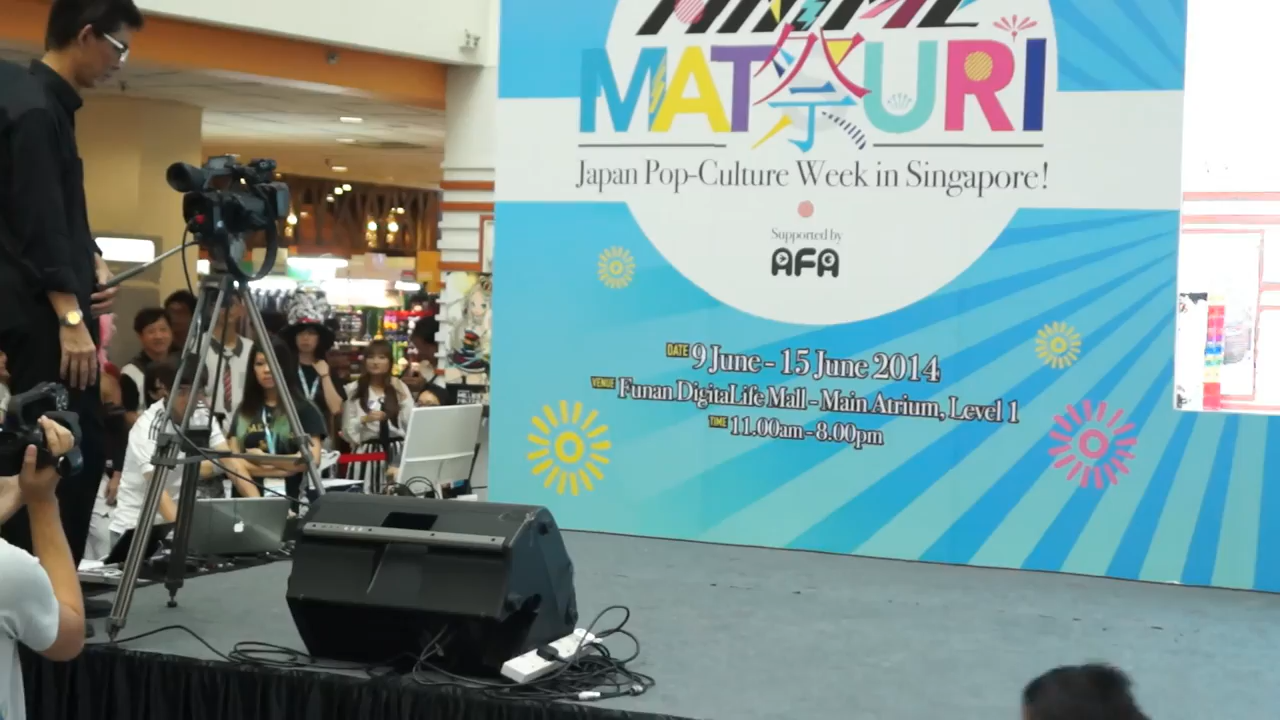 ANIME
MAT祭URI
Japan Pop-Culture Week in Singapore!
Supported by
AFA
DATE 9 June - 15 June 2014
VENUE Funan DigitaLife Mall - Main Atrium, Level 1
TIME 11.00am - 8.00pm